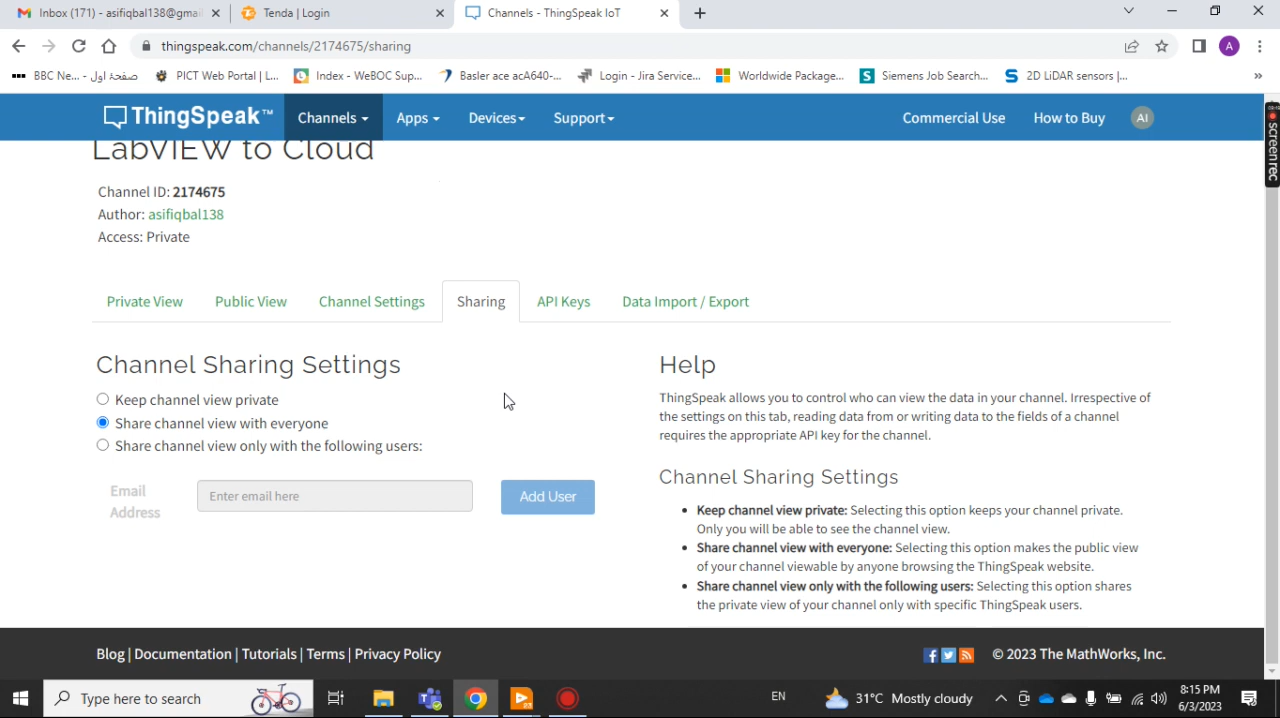 Inbox (171) - asifiqbal138@gmai
Tenda | Login
Channels - ThingSpeak IoT
thingspeak.com/channels/2174675/sharing
A
BBC Ne... - صفحۂ اول
PICT Web Portal | L...
Index - WeBOC Sup...
Basler ace acA640-...
Login - Jira Service...
Worldwide Package...
Siemens Job Search...
2D LiDAR sensors |...
»
ThingSpeak™
Channels
Apps
Devices
Support
Commercial Use
How to Buy
AI
screen rec
LabVIEW to Cloud
Channel ID: 2174675
Author: asifiqbal138
Access: Private
Private View
Public View
Channel Settings
Sharing
API Keys
Data Import / Export
Channel Sharing Settings
Keep channel view private
Share channel view with everyone
Share channel view only with the following users:
Email
Address
Enter email here
Add User
Help
ThingSpeak allows you to control who can view the data in your channel. Irrespective of
the settings on this tab, reading data from or writing data to the fields of a channel
requires the appropriate API key for the channel.
Channel Sharing Settings
• Keep channel view private: Selecting this option keeps your channel private.
Only you will be able to see the channel view.
• Share channel view with everyone: Selecting this option makes the public view
of your channel viewable by anyone browsing the ThingSpeak website.
• Share channel view only with the following users: Selecting this option shares
the private view of your channel only with specific ThingSpeak users.
Blog | Documentation | Tutorials | Terms | Privacy Policy
© 2023 The MathWorks, Inc.
Type here to search
EN
31°C Mostly cloudy
8:15 PM
6/3/2023